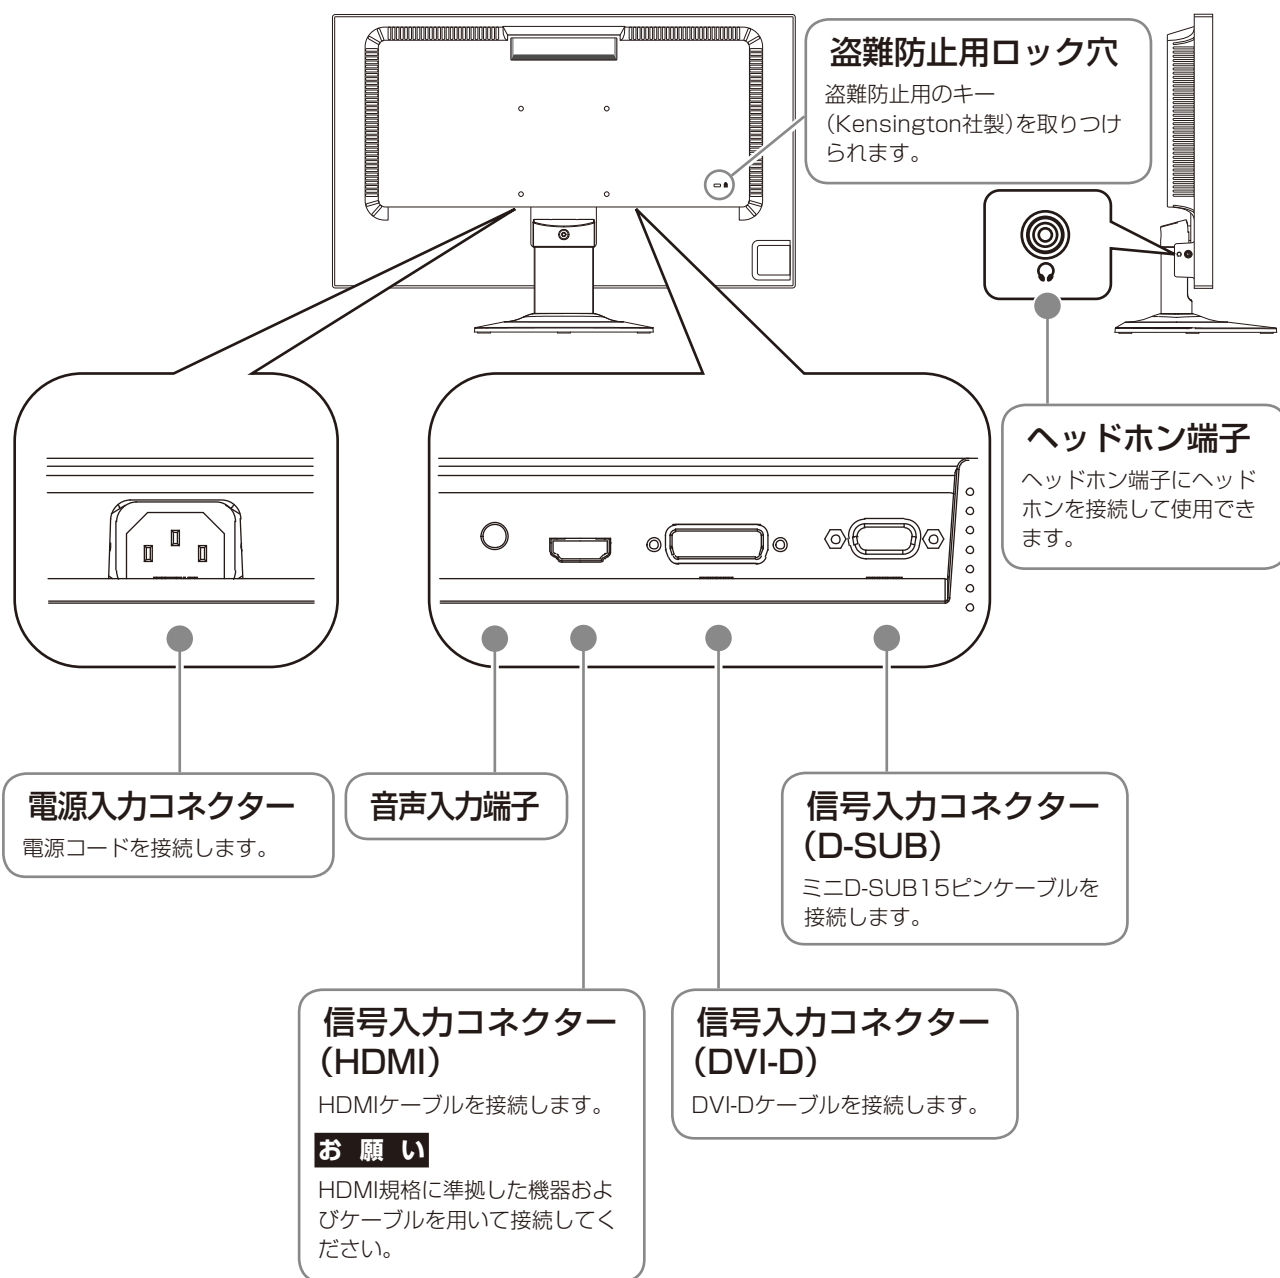 盗難防止用ロック穴
盗難防止用のキー
（Kensington社製）を取りつけ
られます。
ヘッドホン端子
ヘッドホン端子にヘッド
ホンを接続して使用でき
ます。
電源入力コネクター
電源コードを接続します。
音声入力端子
信号入力コネクター
（D-SUB）
ミニD-SUB15ピンケーブルを
接続します。
信号入力コネクター
（HDMI）
HDMIケーブルを接続します。
お願い
HDMI規格に準拠した機器およ
びケーブルを用いて接続してく
ださい。
信号入力コネクター
（DVI-D）
DVI-Dケーブルを接続します。